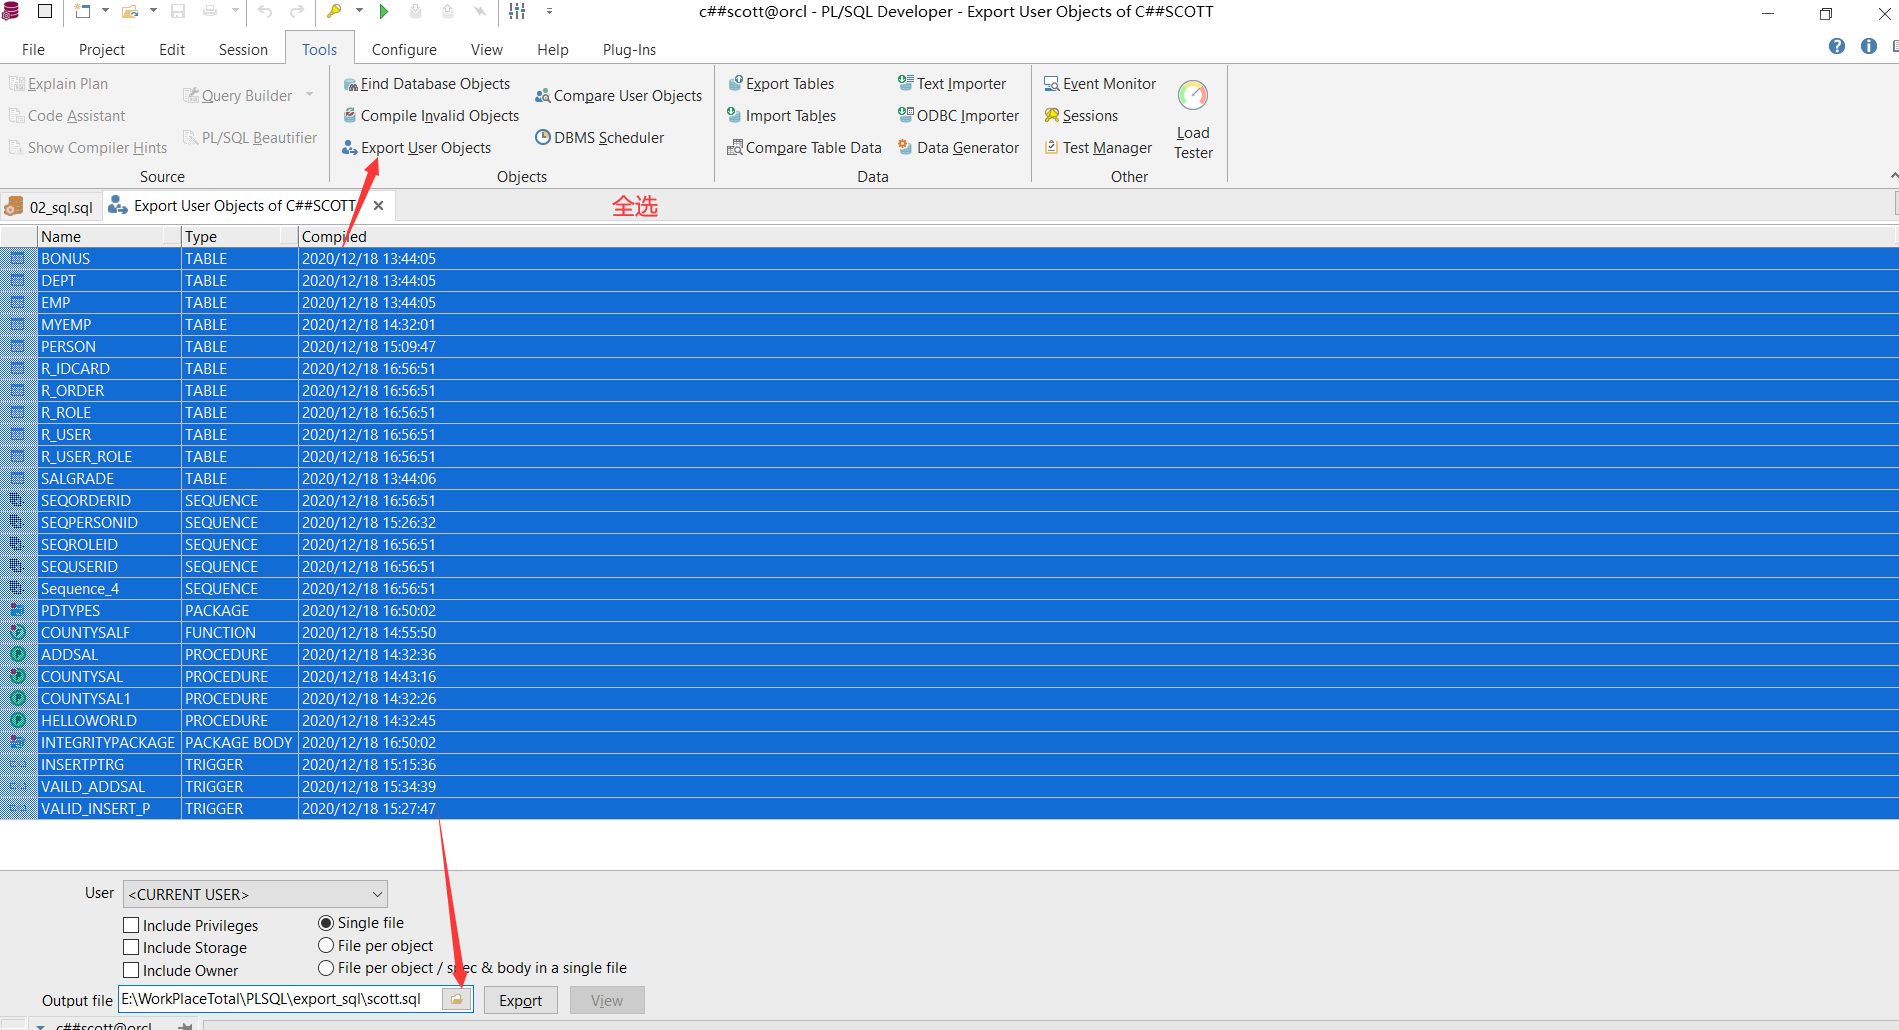 c##scott@orcl - PL/SQL Developer - Export User Objects of C##SCOTT
File Project Edit Session Tools Configure View Help Plug-Ins
Explain Plan
Code Assistant
Show Compiler Hints
Query Builder
PL/SQL Beautifier
Source
Find Database Objects
Compile Invalid Objects
Export User Objects
Compare User Objects
DBMS Scheduler
Objects
Export Tables
Import Tables
Compare Table Data
Text Importer
ODBC Importer
Data Generator
Data
Event Monitor
Sessions
Test Manager
Load
Tester
Other
02_sql.sql Export User Objects of C##SCOTT
全选
Name Type Compiled
BONUS TABLE 2020/12/18 13:44:05
DEPT TABLE 2020/12/18 13:44:05
EMP TABLE 2020/12/18 13:44:05
MYEMP TABLE 2020/12/18 14:32:01
PERSON TABLE 2020/12/18 15:09:47
R_IDCARD TABLE 2020/12/18 16:56:51
R_ORDER TABLE 2020/12/18 16:56:51
R_ROLE TABLE 2020/12/18 16:56:51
R_USER TABLE 2020/12/18 16:56:51
R_USER_ROLE TABLE 2020/12/18 16:56:51
SALGRADE TABLE 2020/12/18 13:44:06
SEQORDERID SEQUENCE 2020/12/18 16:56:51
SEQPERSONID SEQUENCE 2020/12/18 15:26:32
SEQROLEID SEQUENCE 2020/12/18 16:56:51
SEQUSERID SEQUENCE 2020/12/18 16:56:51
Sequence_4 SEQUENCE 2020/12/18 16:56:51
PDTYPES PACKAGE 2020/12/18 16:50:02
COUNTYSALF FUNCTION 2020/12/18 14:55:50
ADDSAL PROCEDURE 2020/12/18 14:32:36
COUNTYSAL PROCEDURE 2020/12/18 14:43:16
COUNTYSAL1 PROCEDURE 2020/12/18 14:32:26
HELLOWORLD PROCEDURE 2020/12/18 14:32:45
INTEGRITYPACKAGE PACKAGE BODY 2020/12/18 16:50:02
INSERTPTRG TRIGGER 2020/12/18 15:15:36
VAILD_ADDSAL TRIGGER 2020/12/18 15:34:39
VALID_INSERT_P TRIGGER 2020/12/18 15:27:47
User <CURRENT USER>
Include Privileges Single file
Include Storage File per object
Include Owner File per object / spec & body in a single file
Output file E:\WorkPlaceTotal\PLSQL\export_sql\scott.sql Export View
c##scott@orcl